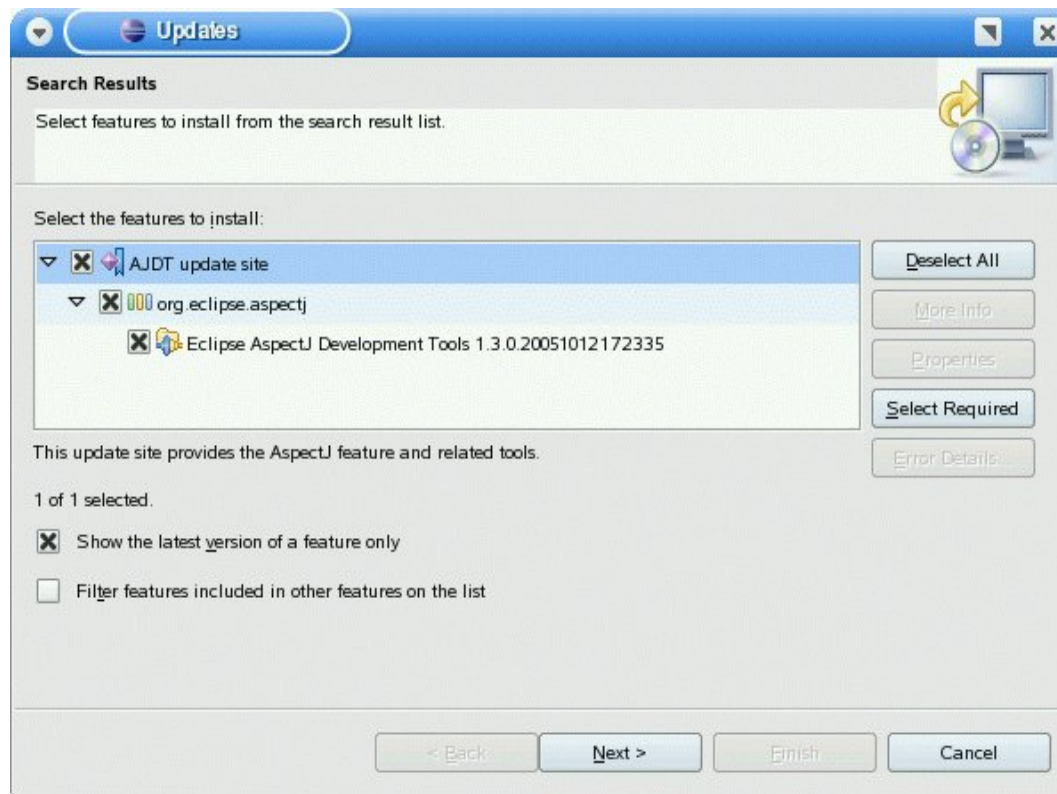 Updates
Search Results
Select features to install from the search result list.
Select the features to install:
AJDT update site
org.eclipse.aspectj
Eclipse AspectJ Development Tools 1.3.0.20051012172335
Deselect All
More Info
Properties
Select Required
Error Details...
This update site provides the AspectJ feature and related tools.
1 of 1 selected.
Show the latest version of a feature only
Filter features included in other features on the list
< Back
Next >
Finish
Cancel